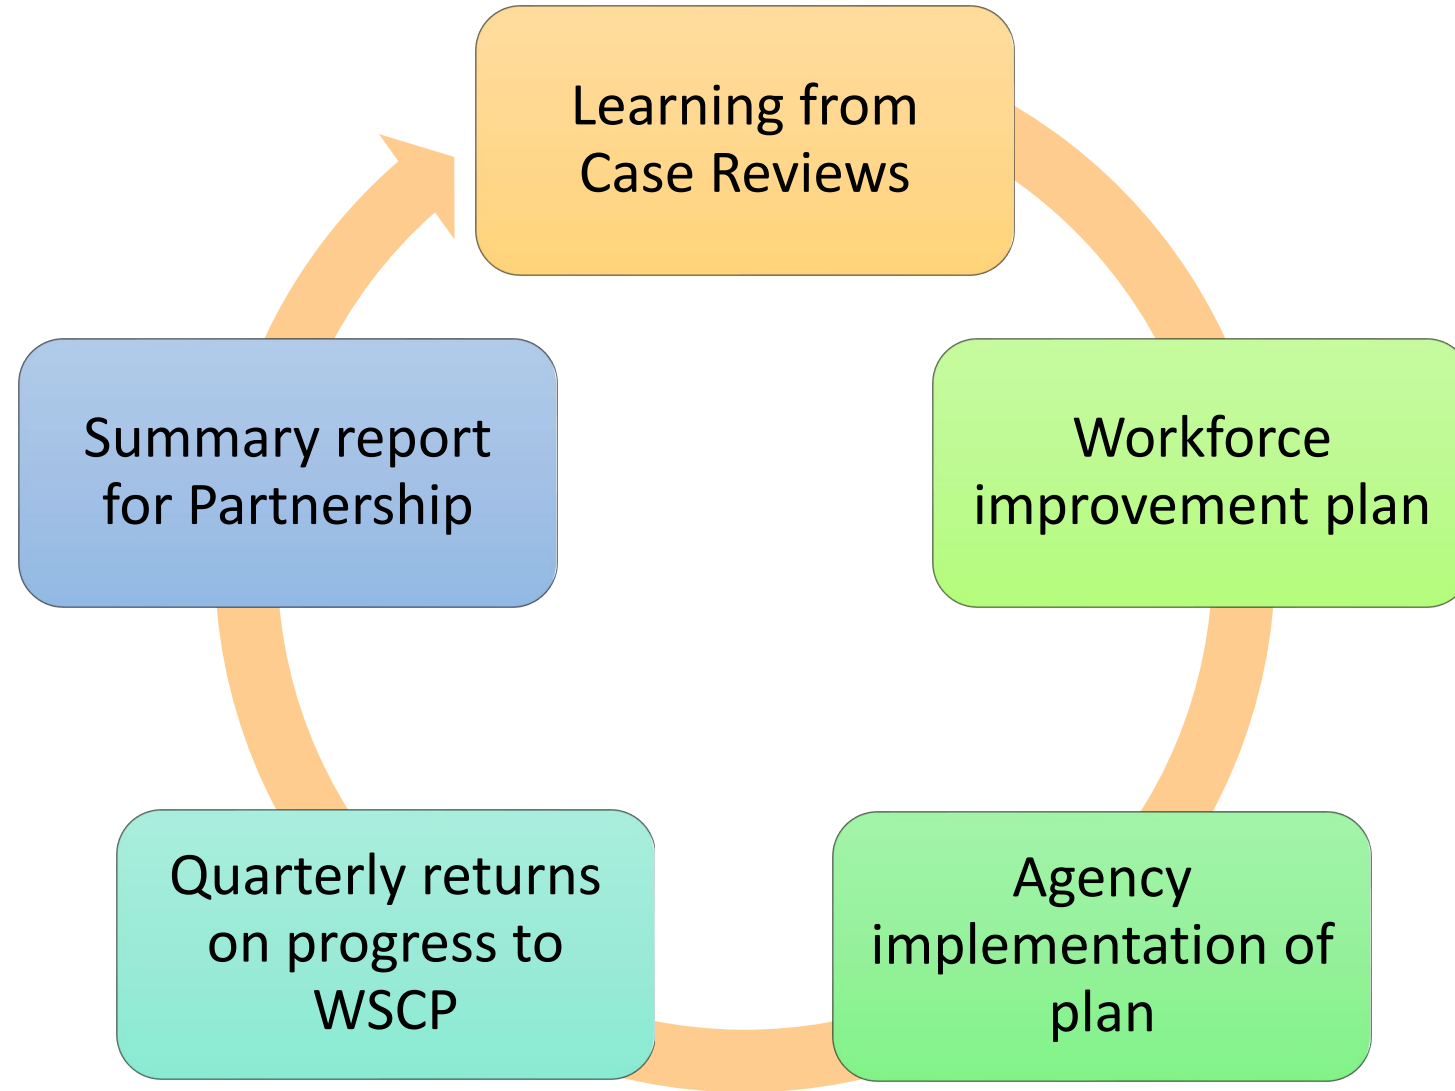 Learning from
Case Reviews
Workforce
improvement plan
Agency
implementation of
plan
Quarterly returns
on progress to
WSCP
Summary report
for Partnership